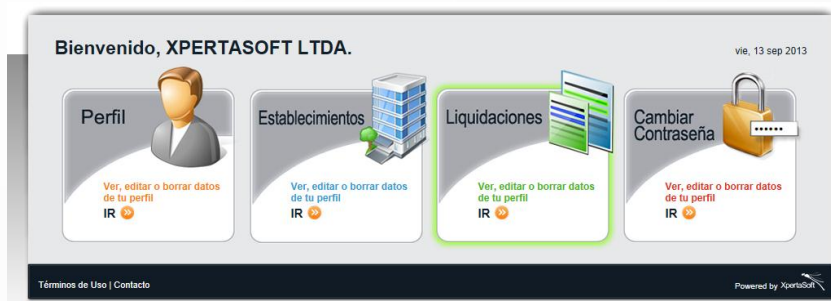 Bienvenido, XPERTASOFT LTDA.
vie, 13 sep 2013
Perfil
Ver, editar o borrar datos
de tu perfil
IR
Establecimientos
Ver, editar o borrar datos
de tu perfil
IR
Liquidaciones
Ver, editar o borrar datos
de tu perfil
IR
Cambiar
Contraseña
Ver, editar o borrar datos
de tu perfil
IR
Términos de Uso | Contacto
Powered by XpertaSoft